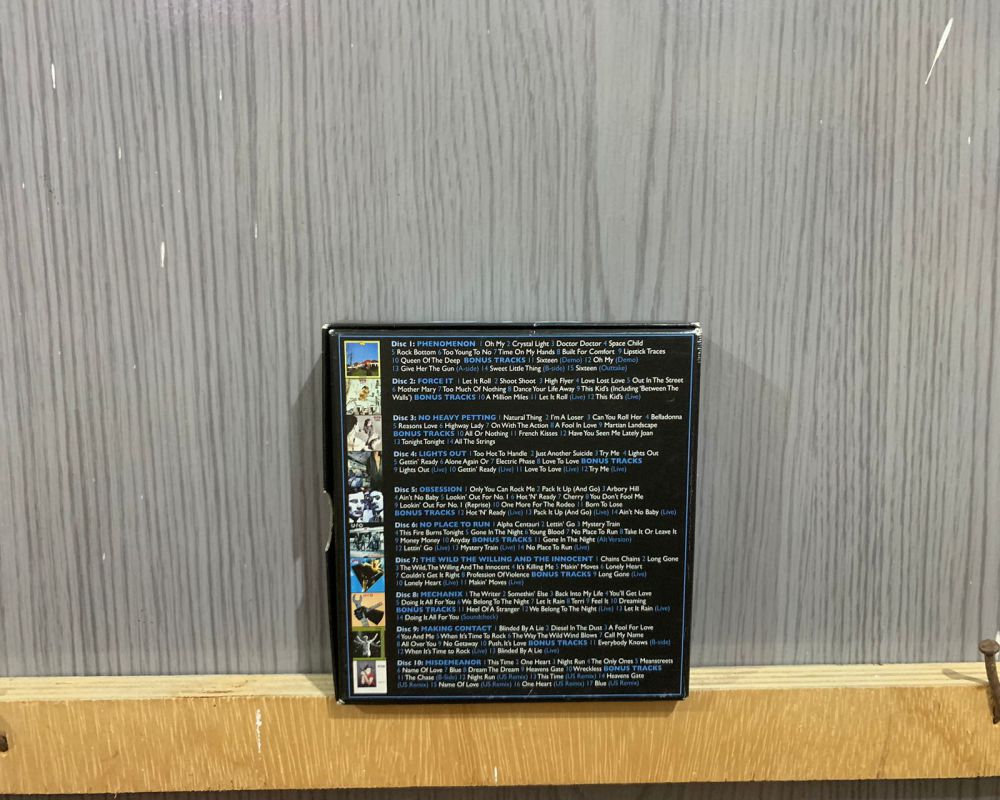 Disc 1: PHENOMENON 1 Oh My 2 Crystal Light 3 Doctor Doctor 4 Space Child
5 Rock Bottom 6 Too Young To No 7 Time On My Hands 8 Built For Comfort 9 Lipstick Traces
10 Queen Of The Deep BONUS TRACKS 11 Sixteen (Demo) 12 Oh My (Demo)
13 Give Her The Gun (A-side) 14 Sweet Little Thing (B-side) 15 Sixteen (Outtake)
Disc 2: FORCE IT 1 Let It Roll 2 Shoot Shoot 3 High Flyer 4 Love Lost Love 5 Out In The Street
6 Mother Mary 7 Too Much Of Nothing 8 Dance Your Life Away 9 This Kid's (Including 'Between The
Walls') BONUS TRACKS 10 A Million Miles 11 Let It Roll (Live) 12 This Kid's (Live)
Disc 3: NO HEAVY PETTING 1 Natural Thing 2 I'm A Loser 3 Can You Roll Her 4 Belladonna
5 Reasons Love 6 Highway Lady 7 On With The Action 8 A Fool In Love 9 Martian Landscape
BONUS TRACKS 10 All Or Nothing 11 French Kisses 12 Have You Seen Me Lately Joan
13 Tonight Tonight 14 All The Strings
Disc 4: LIGHTS OUT 1 Too Hot To Handle 2 Just Another Suicide 3 Try Me 4 Lights Out
5 Gettin' Ready 6 Alone Again Or 7 Electric Phase 8 Love To Love BONUS TRACKS
9 Lights Out (Live) 10 Gettin' Ready (Live) 11 Love To Love (Live) 12 Try Me (Live)
Disc 5: OBSESSION 1 Only You Can Rock Me 2 Pack It Up (And Go) 3 Arbory Hill
4 Ain't No Baby 5 Lookin' Out For No. 1 6 Hot 'N' Ready 7 Cherry 8 You Don't Fool Me
9 Lookin' Out For No. 1 (Reprise) 10 One More For The Rodeo 11 Born To Lose
BONUS TRACKS 12 Hot 'N' Ready (Live) 13 Pack It Up (And Go) (Live) 14 Ain't No Baby (Live)
Disc 6: NO PLACE TO RUN 1 Alpha Centauri 2 Lettin' Go 3 Mystery Train
4 This Fire Burns Tonight 5 Gone In The Night 6 Young Blood 7 No Place To Run 8 Take It Or Leave It
9 Money Money 10 Anyday BONUS TRACKS 11 Gone In The Night (Alt Version)
12 Lettin' Go (Live) 13 Mystery Train (Live) 14 No Place To Run (Live)
Disc 7: THE WILD THE WILLING AND THE INNOCENT 1 Chains Chains 2 Long Gone
3 The Wild, The Willing And The Innocent 4 It's Killing Me 5 Makin' Moves 6 Lonely Heart
7 Couldn't Get It Right 8 Profession Of Violence BONUS TRACKS 9 Long Gone (Live)
10 Lonely Heart (Live) 11 Makin' Moves (Live)
Disc 8: MECHANIX 1 The Writer 2 Somethin' Else 3 Back Into My Life 4 You'll Get Love
5 Doing It All For You 6 We Belong To The Night 7 Let It Rain 8 Terri 9 Feel It 10 Dreaming
BONUS TRACKS 11 Heel Of A Stranger 12 We Belong To The Night (Live) 13 Let It Rain (Live)
14 Doing It All For You (Soundcheck)
Disc 9: MAKING CONTACT 1 Blinded By A Lie 2 Diesel In The Dust 3 A Fool For Love
4 You And Me 5 When It's Time To Rock 6 The Way The Wild Wind Blows 7 Call My Name
8 All Over You 9 No Getaway 10 Push, It's Love BONUS TRACKS 11 Everybody Knows (B-side)
12 When It's Time to Rock (Live) 13 Blinded By A Lie (Live)
Disc 10: MISDEMEANOR 1 This Time 2 One Heart 3 Night Run 4 The Only Ones 5 Meanstreets
6 Name Of Love 7 Blue 8 Dream The Dream 9 Heavens Gate 10 Wreckless BONUS TRACKS
11 The Chase (B-Side) 12 Night Run (US Remix) 13 This Time (US Remix) 14 Heavens Gate
(US Remix) 15 Name Of Love (US Remix) 16 One Heart (US Remix) 17 Blue (US Remix)